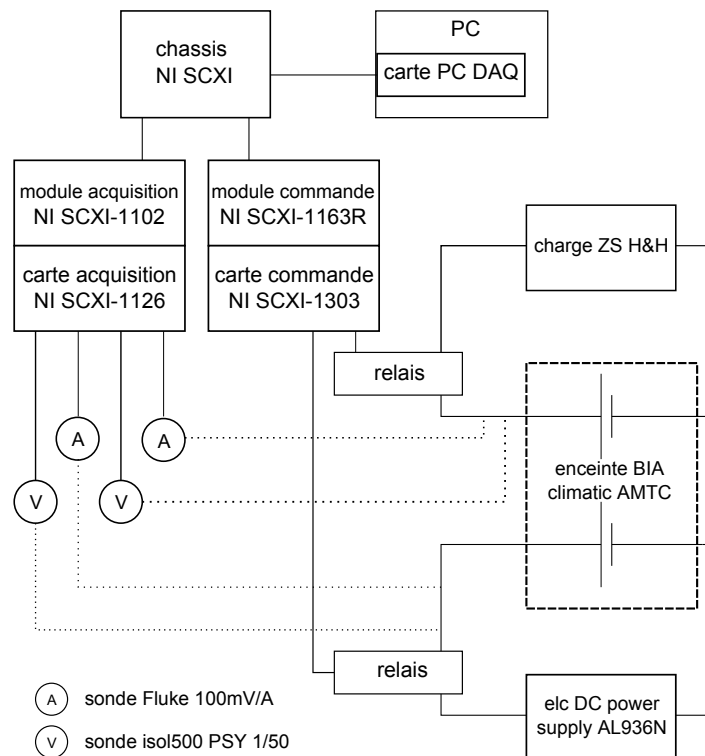 chassis
NI SCXI
PC
carte PC DAQ
module acquisition
NI SCXI-1102
module commande
NI SCXI-1163R
carte acquisition
NI SCXI-1126
carte commande
NI SCXI-1303
charge ZS H&H
relais
A
A
V
V
enceinte BIA
climatic AMTC
relais
elc DC power
supply AL936N
A sonde Fluke 100mV/A
V sonde isol500 PSY 1/50